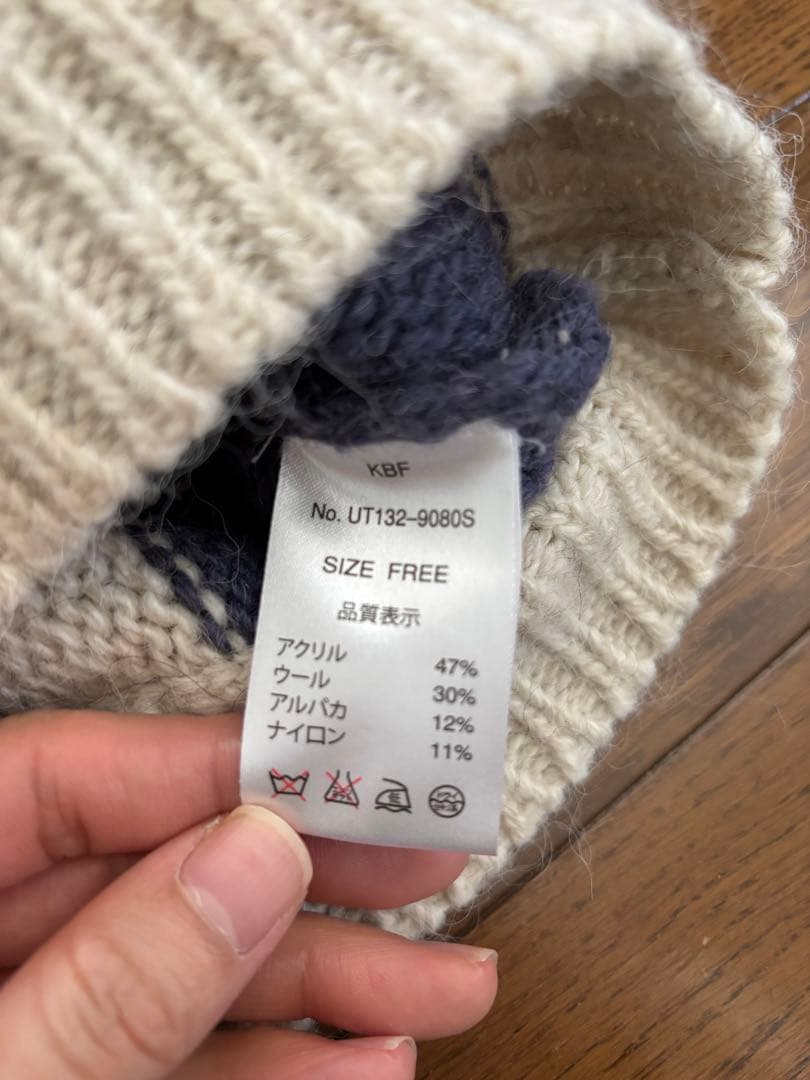 KBF
No. UT132-9080S
SIZE FREE
品質表示
アクリル 47%
ウール 30%
アルパカ 12%
ナイロン 11%